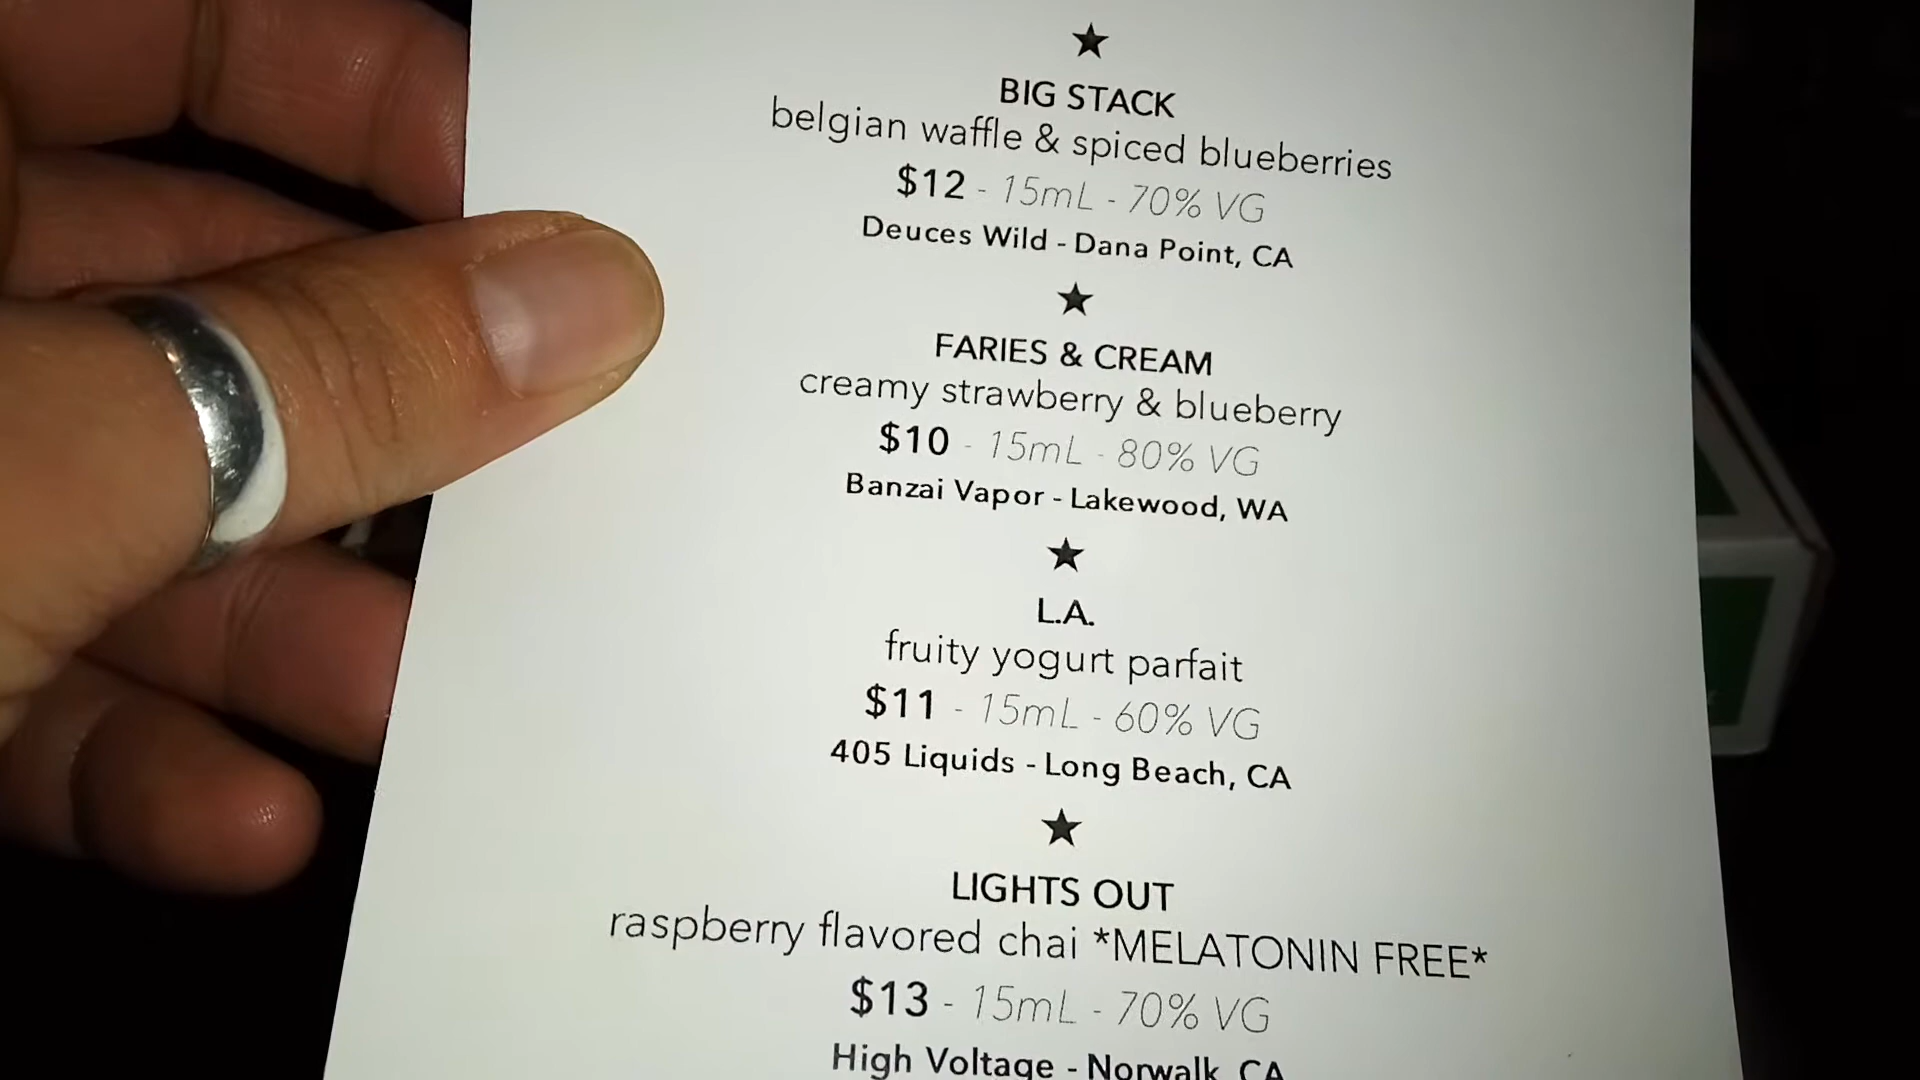 BIG STACK
belgian waffle & spiced blueberries
$12 - 15mL - 70% VG
Deuces Wild - Dana Point, CA
FARIES & CREAM
creamy strawberry & blueberry
$10 - 15mL - 80% VG
Banzai Vapor - Lakewood, WA
L.A.
fruity yogurt parfait
$11 - 15mL - 60% VG
405 Liquids - Long Beach, CA
LIGHTS OUT
raspberry flavored chai *MELATONIN FREE*
$13 - 15mL - 70% VG
High Voltage - Norwalk, CA